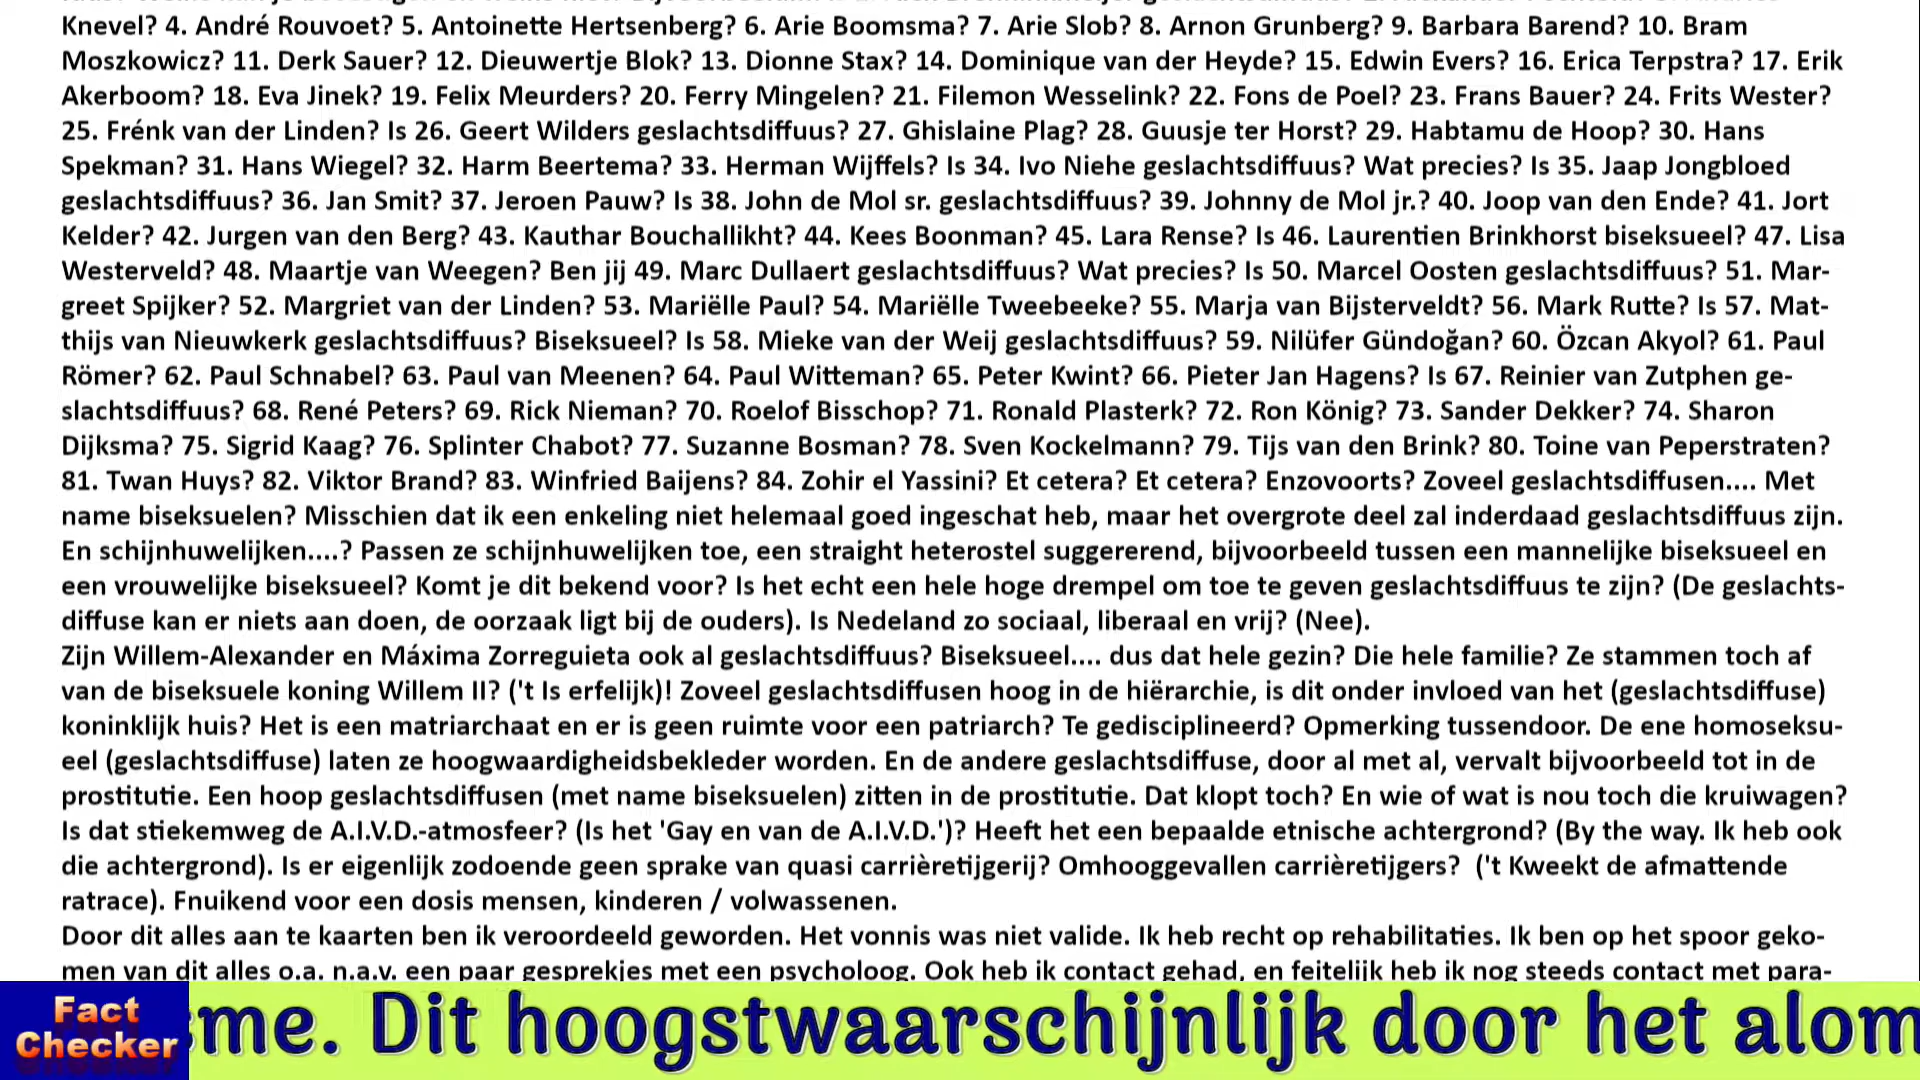 Knevel? 4. André Rouvoet? 5. Antoinette Hertsenberg? 6. Arie Boomsma? 7. Arie Slob? 8. Arnon Grunberg? 9. Barbara Barend? 10. Bram
Moszkowicz? 11. Derk Sauer? 12. Dieuwertje Blok? 13. Dionne Stax? 14. Dominique van der Heyde? 15. Edwin Evers? 16. Erica Terpstra? 17. Erik
Akerboom? 18. Eva Jinek? 19. Felix Meurders? 20. Ferry Mingelen? 21. Filemon Wesselink? 22. Fons de Poel? 23. Frans Bauer? 24. Frits Wester?
25. Frénk van der Linden? Is 26. Geert Wilders geslachtsdiffuus? 27. Ghislaine Plag? 28. Guusje ter Horst? 29. Habtamu de Hoop? 30. Hans
Spekman? 31. Hans Wiegel? 32. Harm Beertema? 33. Herman Wijffels? Is 34. Ivo Niehe geslachtsdiffuus? Wat precies? Is 35. Jaap Jongbloed
geslachtsdiffuus? 36. Jan Smit? 37. Jeroen Pauw? Is 38. John de Mol sr. geslachtsdiffuus? 39. Johnny de Mol jr.? 40. Joop van den Ende? 41. Jort
Kelder? 42. Jurgen van den Berg? 43. Kauthar Bouchallikht? 44. Kees Boonman? 45. Lara Rense? Is 46. Laurentien Brinkhorst biseksueel? 47. Lisa
Westerveld? 48. Maartje van Weegen? Ben jij 49. Marc Dullaert geslachtsdiffuus? Wat precies? Is 50. Marcel Oosten geslachtsdiffuus? 51. Mar-
greet Spijker? 52. Margriet van der Linden? 53. Mariëlle Paul? 54. Mariëlle Tweebeeke? 55. Marja van Bijsterveldt? 56. Mark Rutte? Is 57. Mat-
thijs van Nieuwkerk geslachtsdiffuus? Biseksueel? Is 58. Mieke van der Weij geslachtsdiffuus? 59. Nilüfer Gündoğan? 60. Özcan Akyol? 61. Paul
Römer? 62. Paul Schnabel? 63. Paul van Meenen? 64. Paul Witteman? 65. Peter Kwint? 66. Pieter Jan Hagens? Is 67. Reinier van Zutphen ge-
slachtsdiffuus? 68. René Peters? 69. Rick Nieman? 70. Roelof Bisschop? 71. Ronald Plasterk? 72. Ron König? 73. Sander Dekker? 74. Sharon
Dijksma? 75. Sigrid Kaag? 76. Splinter Chabot? 77. Suzanne Bosman? 78. Sven Kockelmann? 79. Tijs van den Brink? 80. Toine van Peperstraten?
81. Twan Huys? 82. Viktor Brand? 83. Winfried Baijens? 84. Zohir el Yassini? Et cetera? Et cetera? Enzovoorts? Zoveel geslachtsdiffusen.... Met
name biseksuelen? Misschien dat ik een enkeling niet helemaal goed ingeschat heb, maar het overgrote deel zal inderdaad geslachtsdiffuus zijn.
En schijnhuwelijken....? Passen ze schijnhuwelijken toe, een straight heterostel suggererend, bijvoorbeeld tussen een mannelijke biseksueel en
een vrouwelijke biseksueel? Komt je dit bekend voor? Is het echt een hele hoge drempel om toe te geven geslachtsdiffuus te zijn? (De geslachts-
diffuse kan er niets aan doen, de oorzaak ligt bij de ouders). Is Nedeland zo sociaal, liberaal en vrij? (Nee).
Zijn Willem-Alexander en Máxima Zorreguieta ook al geslachtsdiffuus? Biseksueel.... dus dat hele gezin? Die hele familie? Ze stammen toch af
van de biseksuele koning Willem II? ('t Is erfelijk)! Zoveel geslachtsdiffusen hoog in de hiërarchie, is dit onder invloed van het (geslachtsdiffuse)
koninklijk huis? Het is een matriarchaat en er is geen ruimte voor een patriarch? Te gedisciplineerd? Opmerking tussendoor. De ene homoseksu-
eel (geslachtsdiffuse) laten ze hoogwaardigheidsbekleder worden. En de andere geslachtsdiffuse, door al met al, vervalt bijvoorbeeld tot in de
prostitutie. Een hoop geslachtsdiffusen (met name biseksuelen) zitten in de prostitutie. Dat klopt toch? En wie of wat is nou toch die kruiwagen?
Is dat stiekemweg de A.I.V.D.-atmosfeer? (Is het 'Gay en van de A.I.V.D.')? Heeft het een bepaalde etnische achtergrond? (By the way. Ik heb ook
die achtergrond). Is er eigenlijk zodoende geen sprake van quasi carrièretijgerij? Omhooggevallen carrièretijgers? ('t Kweekt de afmattende
ratrace). Fnuikend voor een dosis mensen, kinderen / volwassenen.
Door dit alles aan te kaarten ben ik veroordeeld geworden. Het vonnis was niet valide. Ik heb recht op rehabilitaties. Ik ben op het spoor geko-
men van dit alles o.a. n.a.v. een paar gesprekjes met een psycholoog. Ook heb ik contact gehad, en feitelijk heb ik nog steeds contact met para-
Fact
Checker
sme. Dit hoogstwaarschijnlijk door het alom